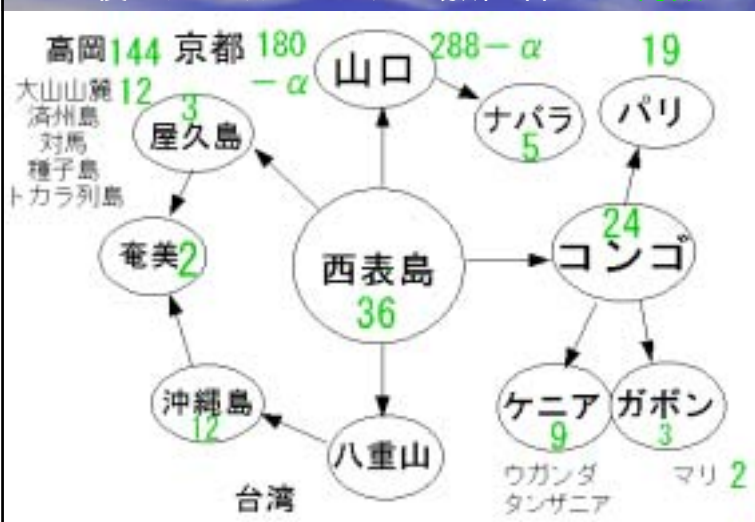 高岡144 京都 180
－α
山口
288－α
19
大山山麓 12
済州島
対馬
種子島
トカラ列島
3
屋久島
ナバラ
5
パリ
奄美2
西表島
36
24
コンゴ
沖縄島
12
八重山
台湾
ケニア
9
ガボン
3
ウガンダ
タンザニア
マリ 2